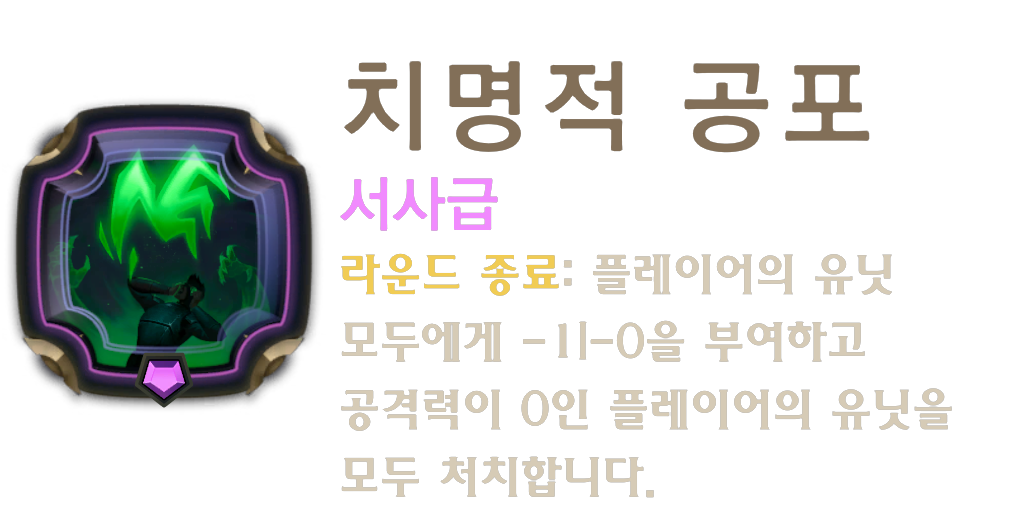 치명적 공포
서사급
라운드 종료: 플레이어의 유닛
모두에게 -1|-0을 부여하고
공격력이 0인 플레이어의 유닛을
모두 처치합니다.